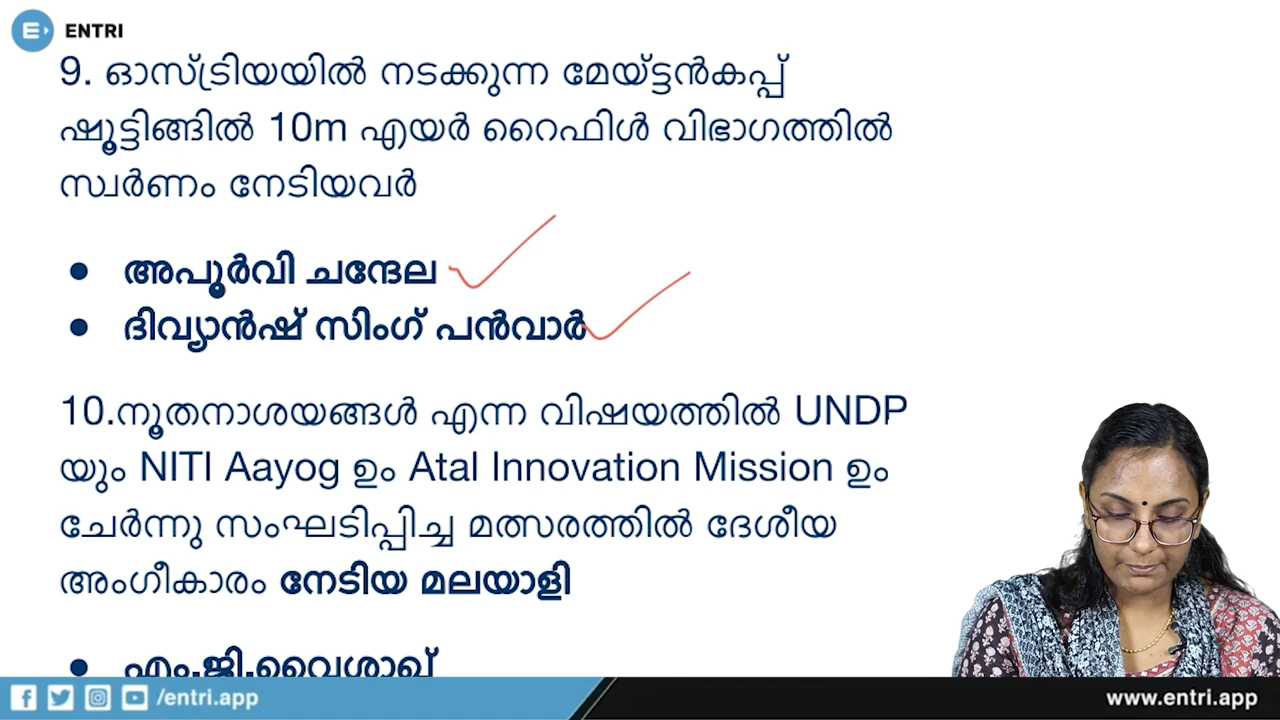 ENTRI
9. ഓസ്ട്രിയയിൽ നടക്കുന്ന മേയ്ട്ടൻകപ്പ്
ഷൂട്ടിങ്ങിൽ 10m എയർ റൈഫിൾ വിഭാഗത്തിൽ
സ്വർണം നേടിയവർ
● അപൂർവി ചന്ദേല
● ദിവ്യാൻഷ് സിംഗ് പൻവാർ
10.നൂതനാശയങ്ങൾ എന്ന വിഷയത്തിൽ UNDP
യും NITI Aayog ഉം Atal Innovation Mission ഉം
ചേർന്നു സംഘടിപ്പിച്ച മത്സരത്തിൽ ദേശീയ
അംഗീകാരം നേടിയ മലയാളി
● എം.ജി.വൈശാഖ്
/entri.app
www.entri.app